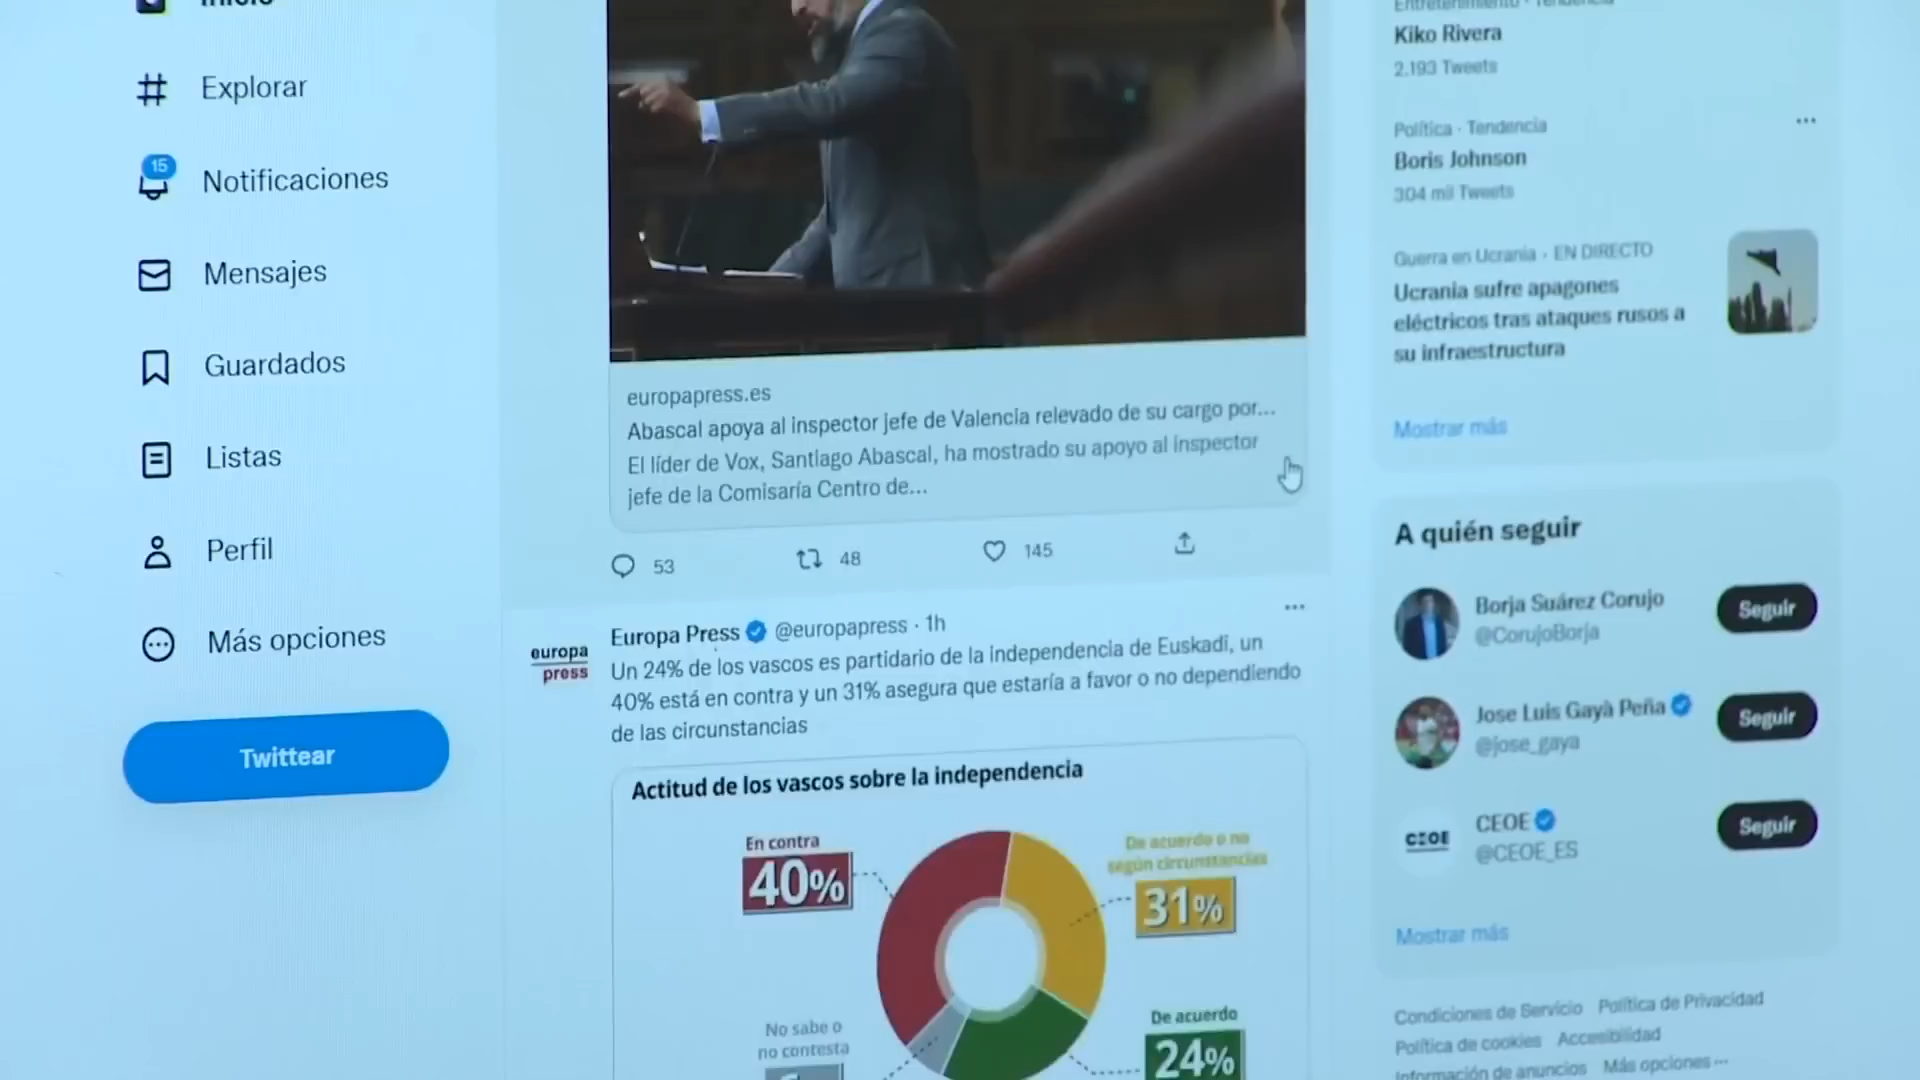 Inicio
Explorar
15
Notificaciones
Mensajes
Guardados
Listas
Perfil
Más opciones
Twittear
europapress.es
Abascal apoya al inspector jefe de Valencia relevado de su cargo por...
El líder de Vox, Santiago Abascal, ha mostrado su apoyo al inspector
jefe de la Comisaría Centro de...
53
48
145
europa
press
Europa Press @europapress · 1h
Un 24% de los vascos es partidario de la independencia de Euskadi, un
40% está en contra y un 31% asegura que estaría a favor o no dependiendo
de las circunstancias
Actitud de los vascos sobre la independencia
En contra
40%
De acuerdo o no
según circunstancias
31%
No sabe o
no contesta
De acuerdo
24%
Entretenimiento · Tendencia
Kiko Rivera
2.193 Tweets
Política · Tendencia
Boris Johnson
304 mil Tweets
Guerra en Ucrania · EN DIRECTO
Ucrania sufre apagones
eléctricos tras ataques rusos a
su infraestructura
Mostrar más
A quién seguir
Borja Suárez Corujo
@CorujoBorja
Seguir
Jose Luis Gayà Peña
@jose_gaya
Seguir
CEOE
CEOE
@CEOE_ES
Seguir
Mostrar más
Condiciones de Servicio Política de Privacidad
Política de cookies Accesibilidad
Información de anuncios Más opciones ···